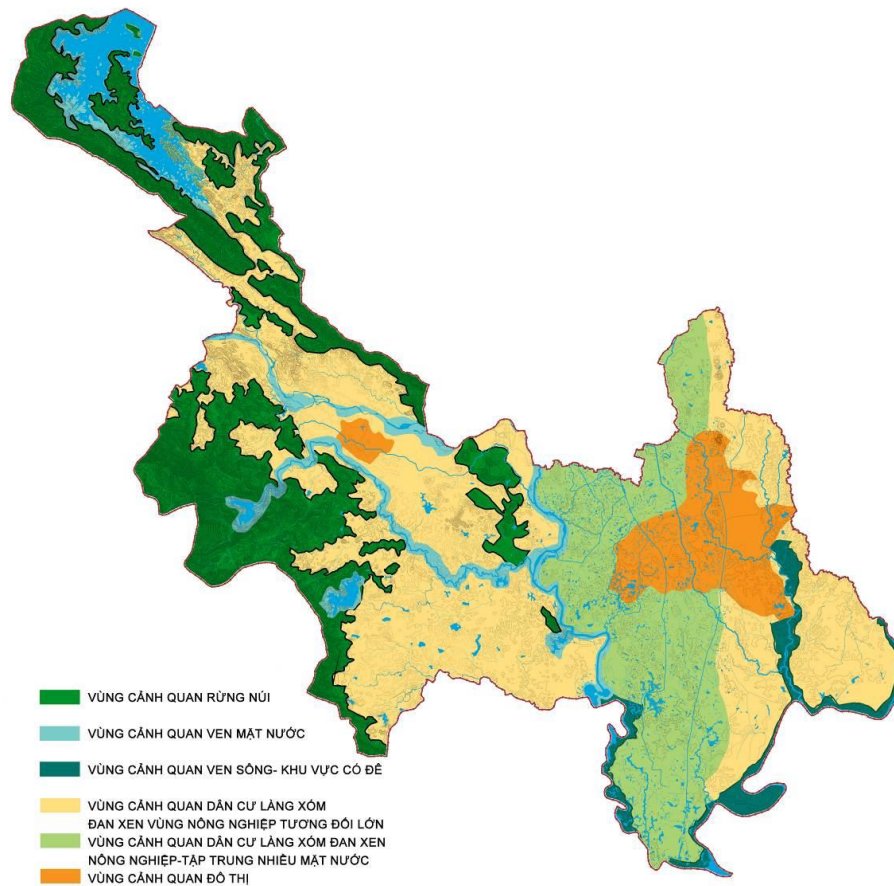 VÙNG CẢNH QUAN RỪNG NÚI
VÙNG CẢNH QUAN VEN MẶT NƯỚC
VÙNG CẢNH QUAN VEN SÔNG- KHU VỰC CÓ ĐÊ
VÙNG CẢNH QUAN DÂN CƯ LÀNG XÓM
ĐAN XEN VÙNG NÔNG NGHIỆP TƯƠNG ĐỐI LỚN
VÙNG CẢNH QUAN DÂN CƯ LÀNG XÓM ĐAN XEN
NÔNG NGHIỆP-TẬP TRUNG NHIỀU MẶT NƯỚC
VÙNG CẢNH QUAN ĐÔ THỊ